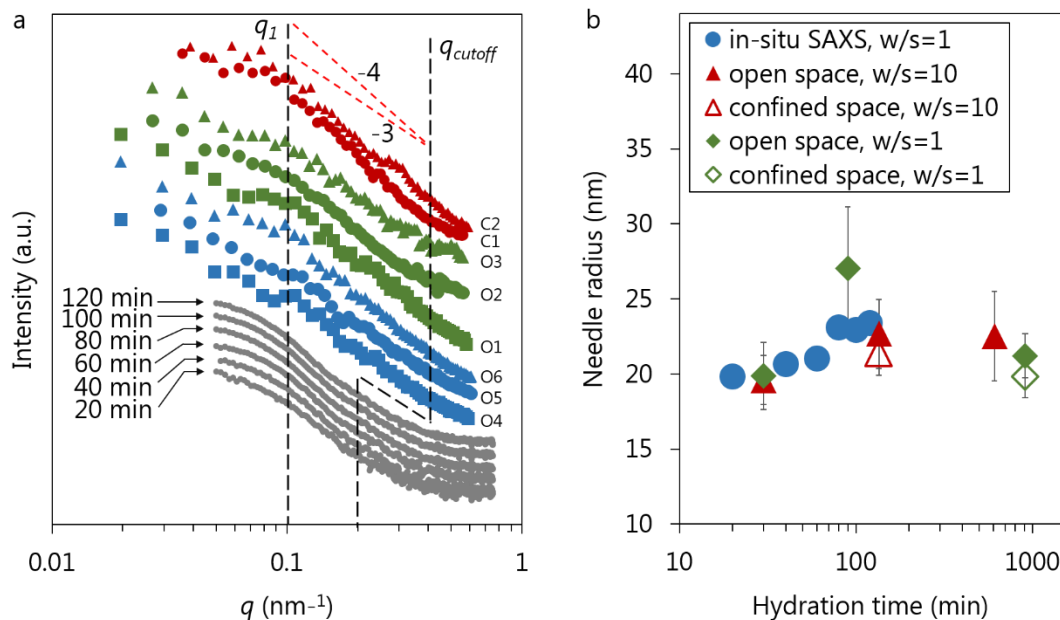 a
q1
qcutoff
-4
-3
C2
C1
O3
O2
O1
O6
O5
O4
120 min
100 min
80 min
60 min
40 min
20 min
Intensity (a.u.)
0.01
0.1
1
q (nm-1)
b
in-situ SAXS, w/s=1
open space, w/s=10
confined space, w/s=10
open space, w/s=1
confined space, w/s=1
Needle radius (nm)
40
35
30
25
20
15
10
10
100
1000
Hydration time (min)